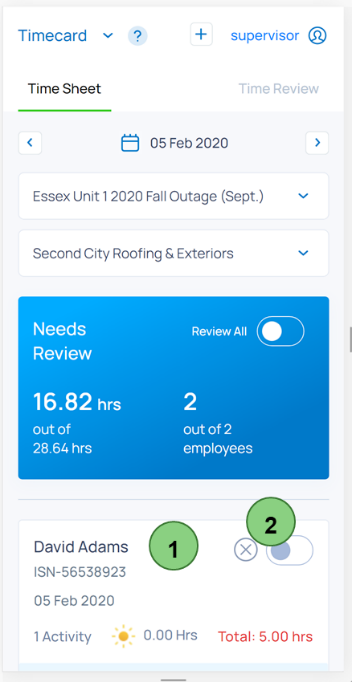 Timecard ? + supervisor
Time Sheet Time Review
05 Feb 2020
Essex Unit 1 2020 Fall Outage (Sept.)
Second City Roofing & Exteriors
Needs Review All
Review
16.82 hrs 2
out of out of 2
28.64 hrs employees
2
David Adams 1
ISN-56538923
05 Feb 2020
1 Activity 0.00 Hrs Total: 5.00 hrs